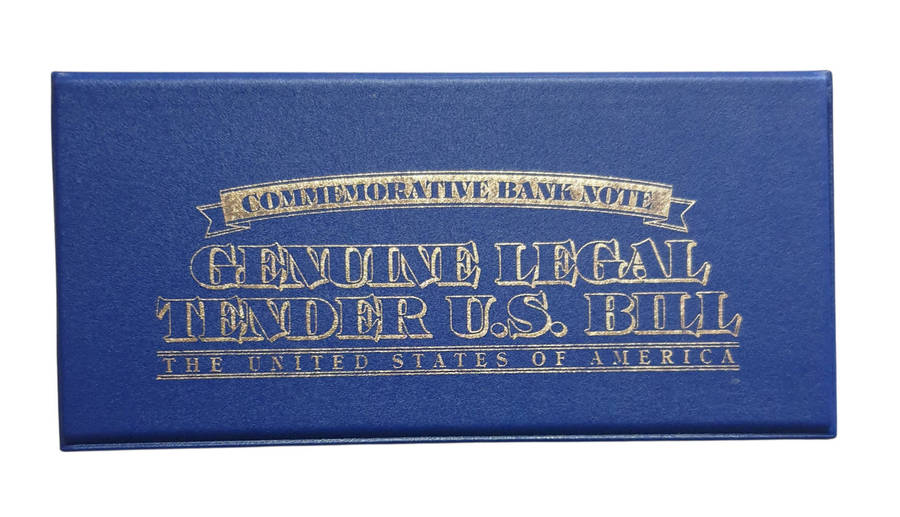 COMMEMORATIVE BANK NOTE
GENUINE LEGAL
TENDER U.S. BILL
THE UNITED STATES OF AMERICA